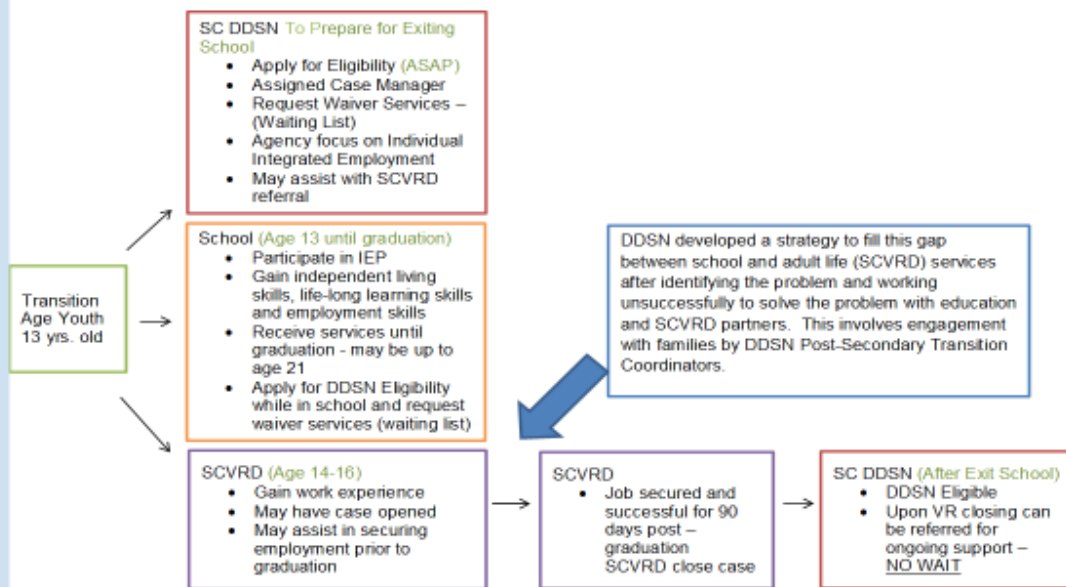 SC DDSN To Prepare for Exiting
School
• Apply for Eligibility (ASAP)
• Assigned Case Manager
• Request Waiver Services –
(Waiting List)
• Agency focus on Individual
Integrated Employment
• May assist with SCVRD
referral
Transition
Age Youth
13 yrs. old
School (Age 13 until graduation)
• Participate in IEP
• Gain independent living
skills, life-long learning skills
and employment skills
• Receive services until
graduation - may be up to
age 21
• Apply for DDSN Eligibility
while in school and request
waiver services (waiting list)
DDSN developed a strategy to fill this gap
between school and adult life (SCVRD) services
after identifying the problem and working
unsuccessfully to solve the problem with education
and SCVRD partners. This involves engagement
with families by DDSN Post-Secondary Transition
Coordinators.
SCVRD (Age 14-16)
• Gain work experience
• May have case opened
• May assist in securing
employment prior to
graduation
SCVRD
• Job secured and
successful for 90
days post –
graduation
SCVRD close case
SC DDSN (After Exit School)
• DDSN Eligible
• Upon VR closing can
be referred for
ongoing support –
NO WAIT